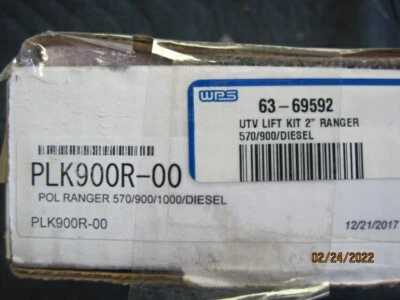 WPS
63-69592
UTV LIFT KIT 2" RANGER
570/900/DIESEL
PLK900R-00
POL RANGER 570/900/1000/DIESEL
PLK900R-00
12/21/2017
02/24/2022